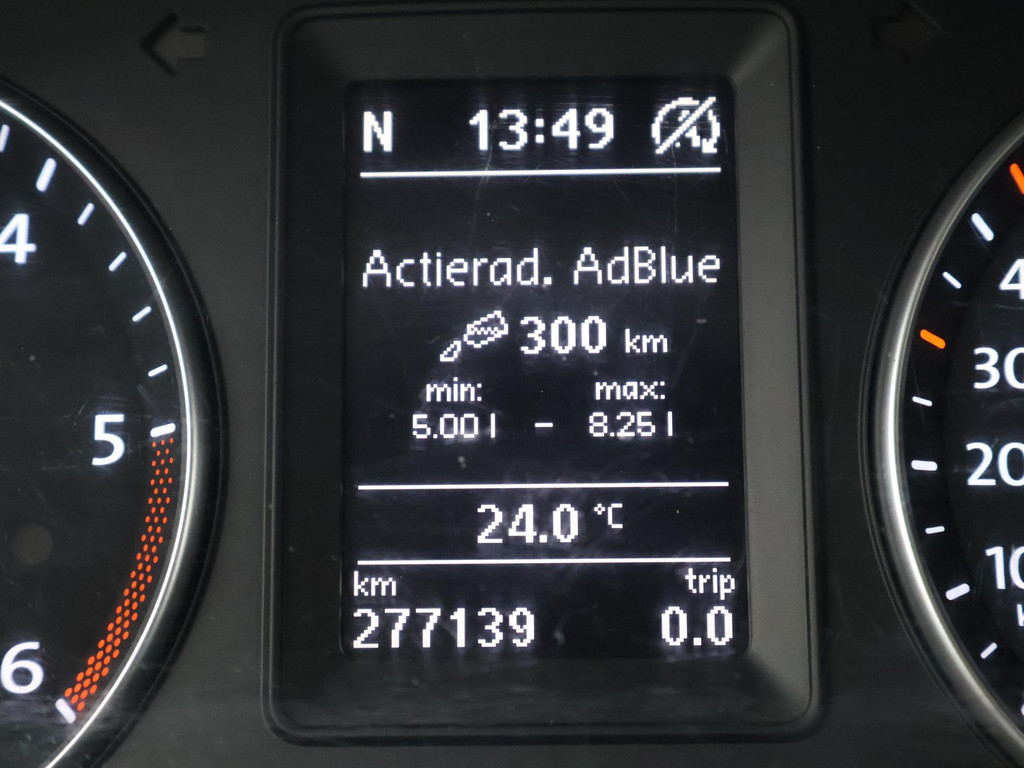 N 13:49
Actierad. AdBlue
300 km
min: max:
5.00 l - 8.25 l
24.0 °C
km trip
277139 0.0
4
5
6
4
30
20
10